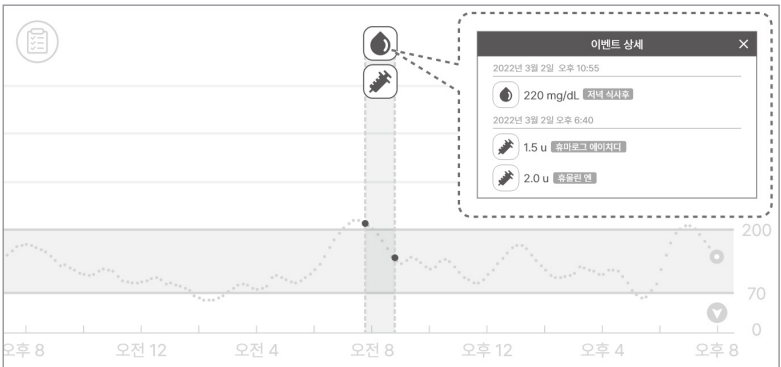 이벤트 상세
2022년 3월 2일 오후 10:55
220 mg/dL 저녁 식사후
2022년 3월 2일 오후 6:40
1.5 u 휴마로그 에이치디
2.0 u 휴물린 엔
200
70
0
오후 8 오전 12 오전 4 오전 8 오후 12 오후 4 오후 8